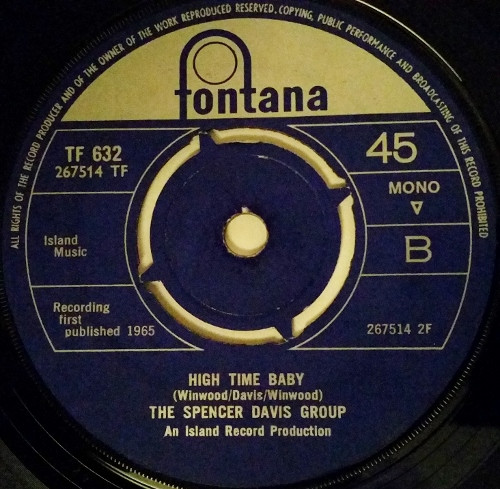 ALL RIGHTS OF THE RECORD PRODUCER AND OF THE OWNER OF THE WORK REPRODUCED RESERVED. COPYING, PUBLIC PERFORMANCE AND BROADCASTING OF THIS RECORD PROHIBITED
fontana
TF 632
267514 TF
45
MONO
B
Island
Music
Recording
first
published 1965
267514 2F
HIGH TIME BABY
(Winwood/Davis/Winwood)
THE SPENCER DAVIS GROUP
An Island Record Production